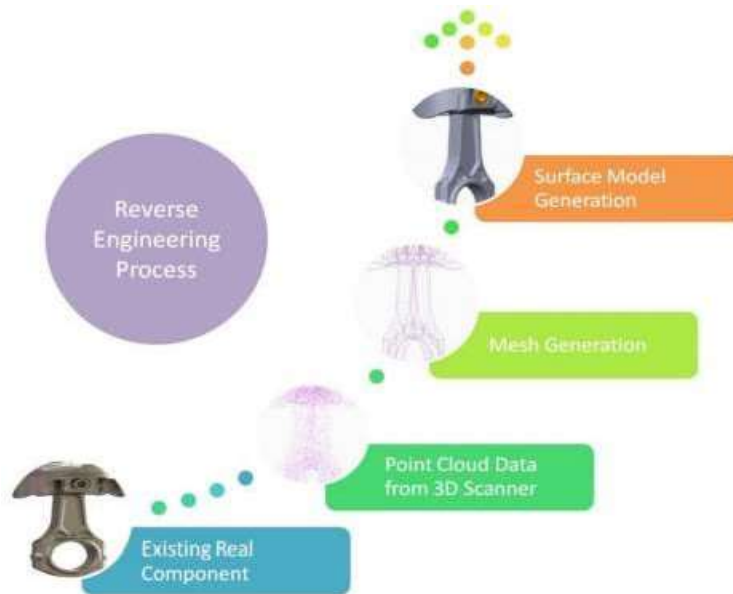 Reverse
Engineering
Process
Surface Model
Generation
Mesh Generation
Point Cloud Data
from 3D Scanner
Existing Real
Component